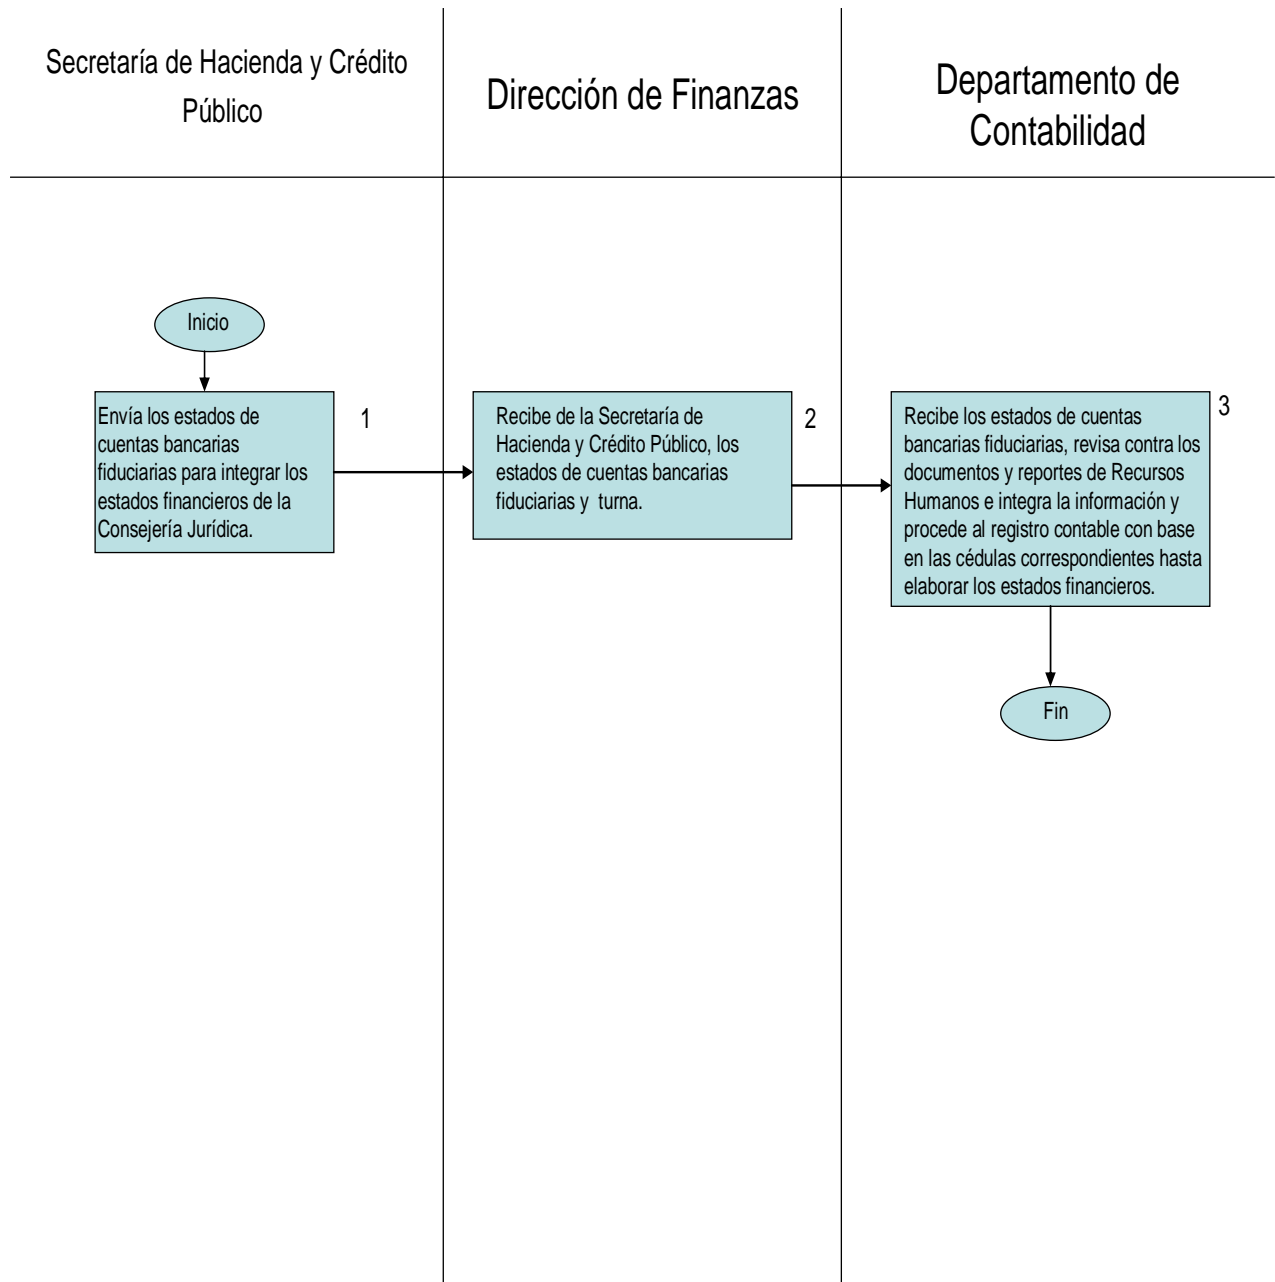 Secretaría de Hacienda y Crédito
Público
Dirección de Finanzas
Departamento de
Contabilidad
Inicio
Envía los estados de
cuentas bancarias
fiduciarias para integrar los
estados financieros de la
Consejería Jurídica.
1
Recibe de la Secretaría de
Hacienda y Crédito Público, los
estados de cuentas bancarias
fiduciarias y  turna.
2
Recibe los estados de cuentas
bancarias fiduciarias, revisa contra los
documentos y reportes de Recursos
Humanos e integra la información y
procede al registro contable con base
en las cédulas correspondientes hasta
elaborar los estados financieros.
3
Fin